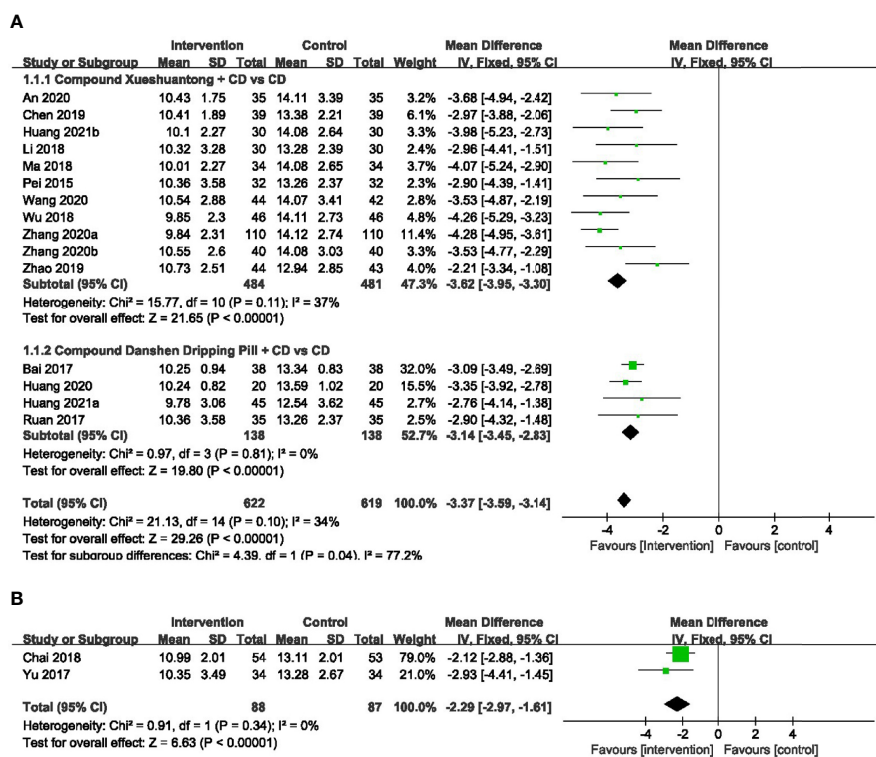 A
Intervention Control Mean Difference Mean Difference
Study or Subgroup Mean SD Total Mean SD Total Weight IV, Fixed, 95% CI IV, Fixed, 95% CI
1.1.1 Compound Xueshuantong + CD vs CD
An 2020 10.43 1.75 35 14.11 3.39 35 3.2% -3.68 [-4.94, -2.42]
Chen 2019 10.41 1.89 39 13.38 2.21 39 6.1% -2.97 [-3.88, -2.06]
Huang 2021b 10.1 2.27 30 14.08 2.64 30 3.3% -3.98 [-5.23, -2.73]
Li 2018 10.32 3.28 30 13.28 2.39 30 2.4% -2.96 [-4.41, -1.51]
Ma 2018 10.01 2.27 34 14.08 2.65 34 3.7% -4.07 [-5.24, -2.90]
Pei 2015 10.36 3.58 32 13.26 2.37 32 2.3% -2.90 [-4.39, -1.41]
Wang 2020 10.54 2.88 44 14.07 3.41 42 2.8% -3.53 [-4.87, -2.19]
Wu 2018 9.85 2.3 46 14.11 2.73 46 4.8% -4.26 [-5.29, -3.23]
Zhang 2020a 9.84 2.31 110 14.12 2.74 110 11.4% -4.28 [-4.95, -3.61]
Zhang 2020b 10.55 2.6 40 14.08 3.03 40 3.3% -3.53 [-4.77, -2.29]
Zhao 2019 10.73 2.51 44 12.94 2.85 43 4.0% -2.21 [-3.34, -1.08]
Subtotal (95% CI) 484 481 47.3% -3.62 [-3.95, -3.30]
Heterogeneity: Chi² = 15.77, df = 10 (P = 0.11); I² = 37%
Test for overall effect: Z = 21.65 (P < 0.00001)
1.1.2 Compound Danshen Dripping Pill + CD vs CD
Bai 2017 10.25 0.94 38 13.34 0.83 38 32.0% -3.09 [-3.49, -2.69]
Huang 2020 10.24 0.82 20 13.59 1.02 20 15.5% -3.35 [-3.92, -2.78]
Huang 2021a 9.78 3.06 45 12.54 3.62 45 2.7% -2.76 [-4.14, -1.38]
Ruan 2017 10.36 3.58 35 13.26 2.37 35 2.5% -2.90 [-4.32, -1.48]
Subtotal (95% CI) 138 138 52.7% -3.14 [-3.45, -2.83]
Heterogeneity: Chi² = 0.97, df = 3 (P = 0.81); I² = 0%
Test for overall effect: Z = 19.80 (P < 0.00001)
Total (95% CI) 622 619 100.0% -3.37 [-3.59, -3.14]
Heterogeneity: Chi² = 21.13, df = 14 (P = 0.10); I² = 34%
Test for overall effect: Z = 29.26 (P < 0.00001)
Test for subgroup differences: Chi² = 4.39, df = 1 (P = 0.04), I² = 77.2%
-4 -2 0 2 4
Favours [Intervention] Favours [control]
B
Intervention Control Mean Difference Mean Difference
Study or Subgroup Mean SD Total Mean SD Total Weight IV, Fixed, 95% CI IV, Fixed, 95% CI
Chai 2018 10.99 2.01 54 13.11 2.01 53 79.0% -2.12 [-2.88, -1.36]
Yu 2017 10.35 3.49 34 13.28 2.67 34 21.0% -2.93 [-4.41, -1.45]
Total (95% CI) 88 87 100.0% -2.29 [-2.97, -1.61]
Heterogeneity: Chi² = 0.91, df = 1 (P = 0.34); I² = 0%
Test for overall effect: Z = 6.63 (P < 0.00001)
-4 -2 0 2 4
Favours [intervention] Favours [control]